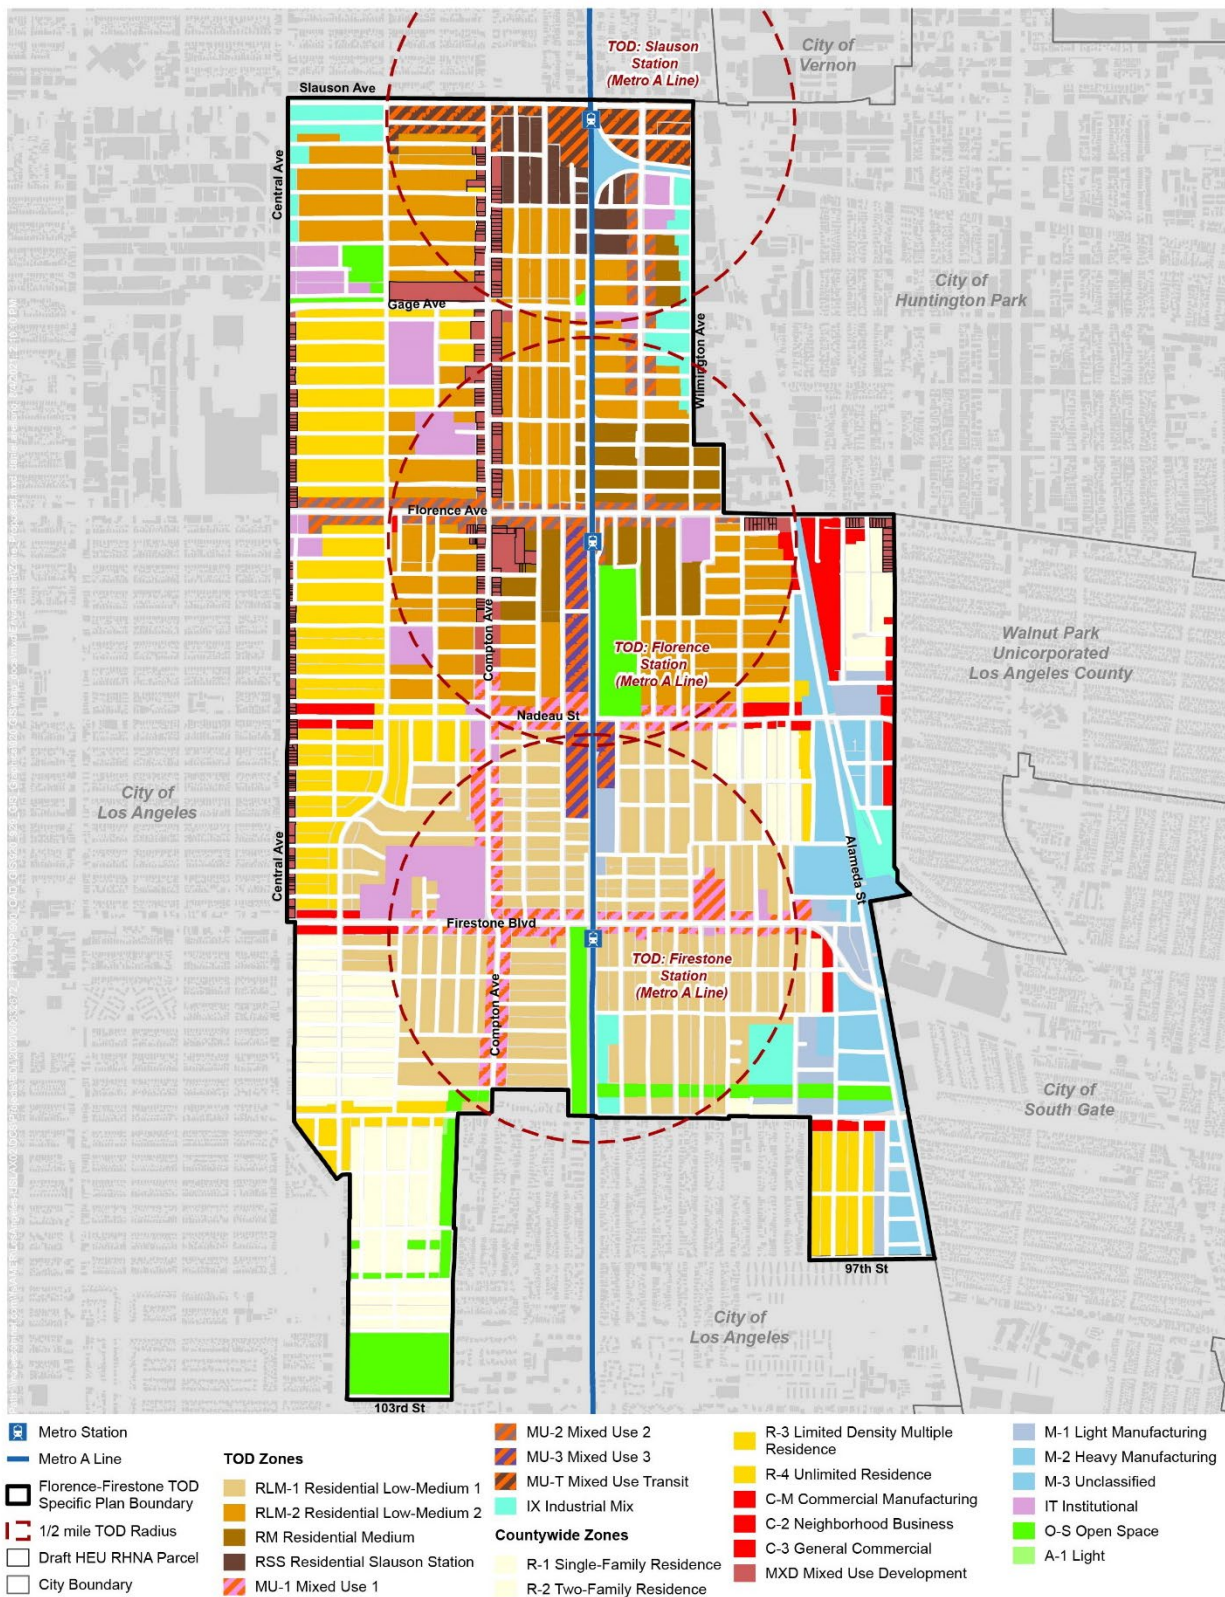 TOD: Slauson
Station
(Metro A Line)
City of
Vernon
Slauson Ave
Central Ave
City of
Huntington Park
Gage Ave
Wilmington Ave
Florence Ave
Compton Ave
TOD: Florence
Station
(Metro A Line)
Walnut Park
Unicorporated
Los Angeles County
Nadeau St
City of
Los Angeles
Central Ave
Alameda St
Firestone Blvd
Compton Ave
TOD: Firestone
Station
(Metro A Line)
City of
South Gate
97th St
City of
Los Angeles
103rd St
Metro Station
Metro A Line
Florence-Firestone TOD
Specific Plan Boundary
1/2 mile TOD Radius
Draft HEU RHNA Parcel
City Boundary
TOD Zones
RLM-1 Residential Low-Medium 1
RLM-2 Residential Low-Medium 2
RM Residential Medium
RSS Residential Slauson Station
MU-1 Mixed Use 1
MU-2 Mixed Use 2
MU-3 Mixed Use 3
MU-T Mixed Use Transit
IX Industrial Mix
Countywide Zones
R-1 Single-Family Residence
R-2 Two-Family Residence
R-3 Limited Density Multiple
Residence
R-4 Unlimited Residence
C-M Commercial Manufacturing
C-2 Neighborhood Business
C-3 General Commercial
MXD Mixed Use Development
M-1 Light Manufacturing
M-2 Heavy Manufacturing
M-3 Unclassified
IT Institutional
O-S Open Space
A-1 Light